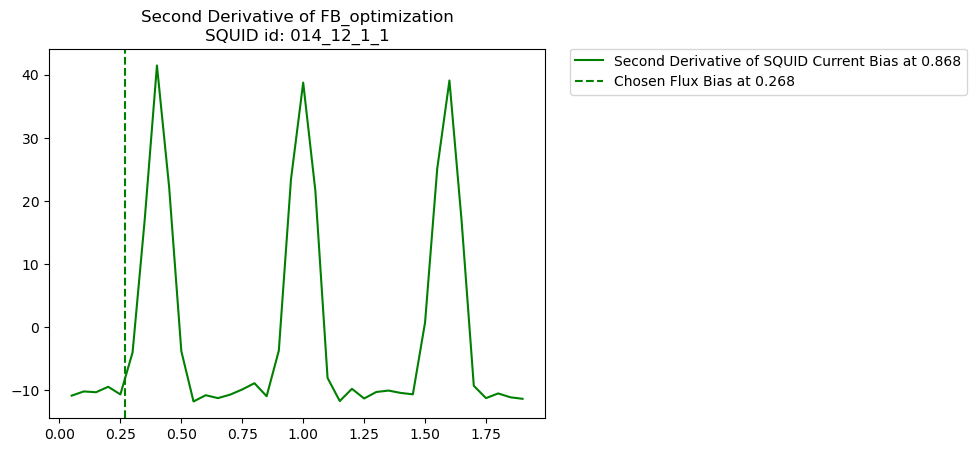 Second Derivative of FB_optimization
SQUID id: 014_12_1_1
Second Derivative of SQUID Current Bias at 0.868
Chosen Flux Bias at 0.268
40
30
20
10
0
−10
0.00 0.25 0.50 0.75 1.00 1.25 1.50 1.75